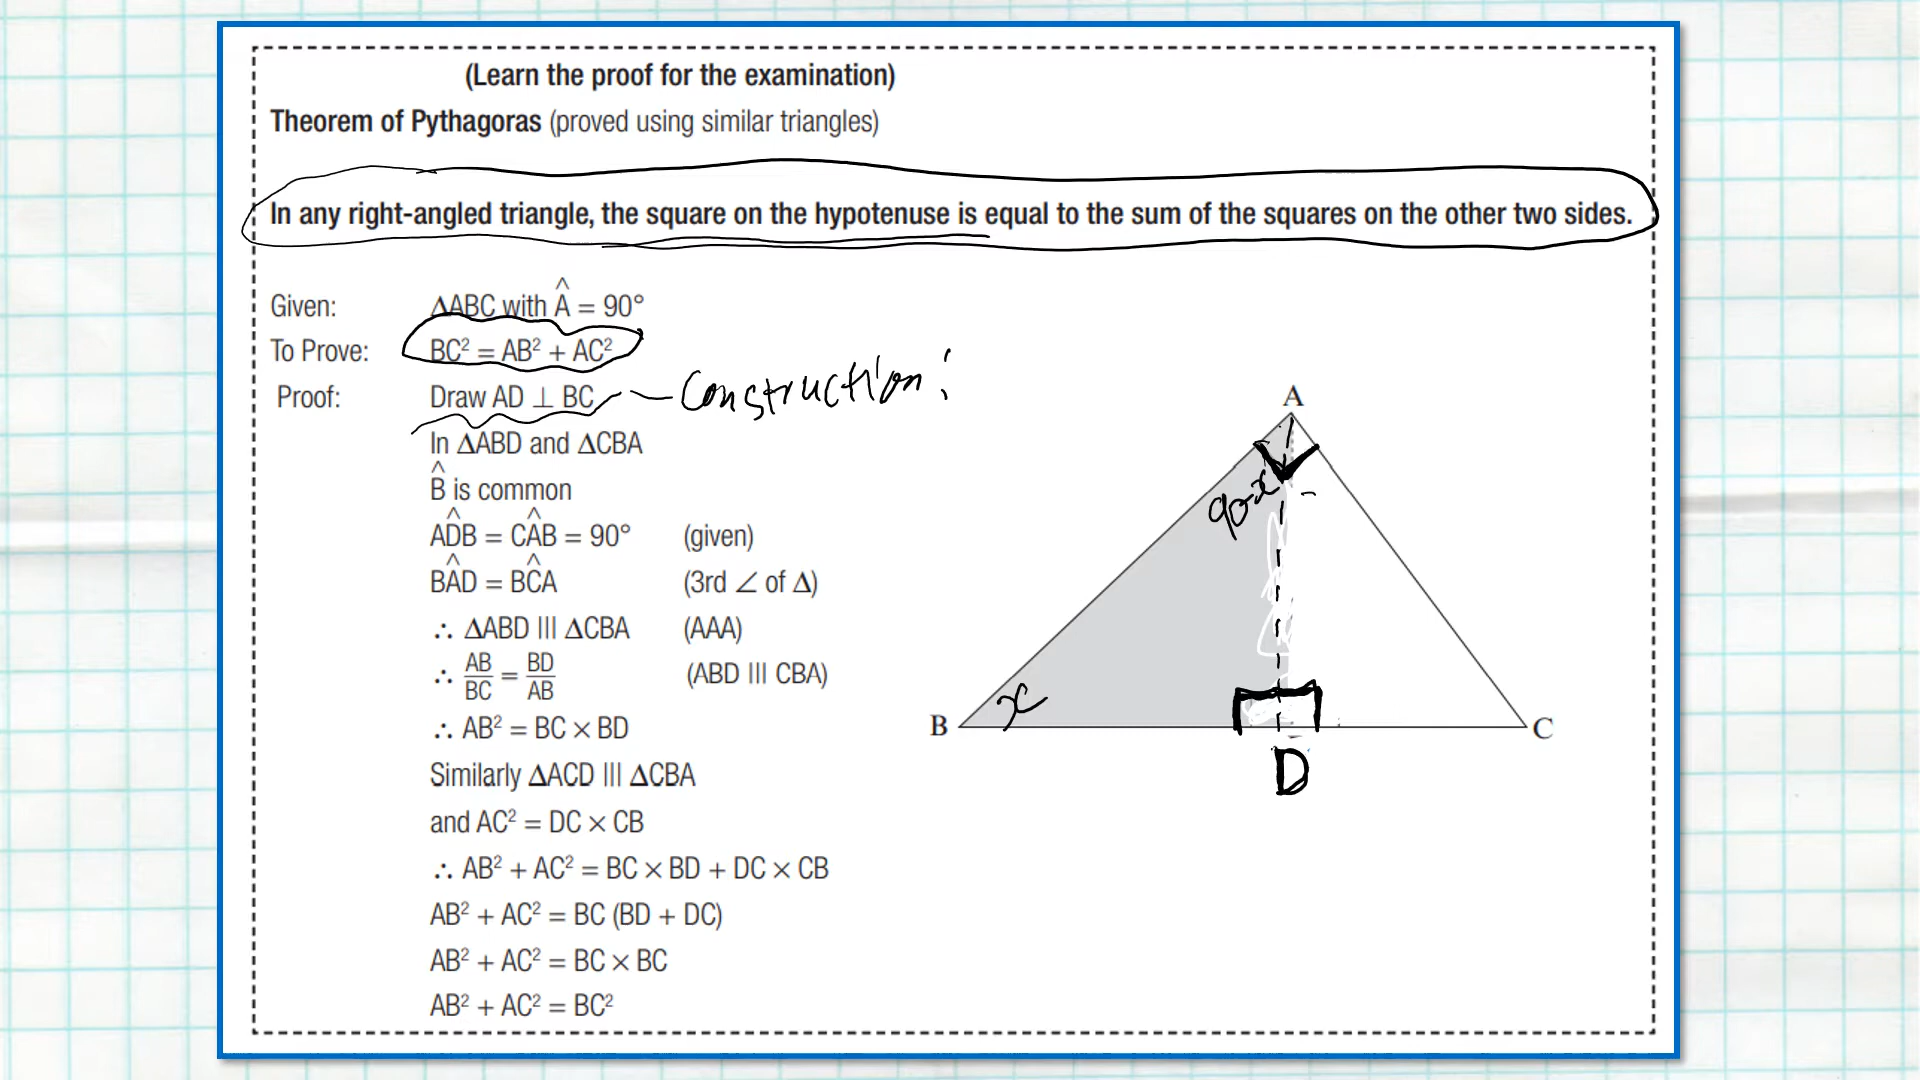 (Learn the proof for the examination)
Theorem of Pythagoras (proved using similar triangles)
In any right-angled triangle, the square on the hypotenuse is equal to the sum of the squares on the other two sides.
Given: ΔABC with Â = 90°
To Prove: BC² = AB² + AC²
Proof: Draw AD ⊥ BC — Construction:
In ΔABD and ΔCBA
B̂ is common
AD̂B = CÂB = 90° (given)
BÂD = BĈA (3rd ∠ of Δ)
∴ ΔABD ||| ΔCBA (AAA)
∴ AB/BC = BD/AB (ABD ||| CBA)
∴ AB² = BC × BD
Similarly ΔACD ||| ΔCBA
and AC² = DC × CB
∴ AB² + AC² = BC × BD + DC × CB
AB² + AC² = BC (BD + DC)
AB² + AC² = BC × BC
AB² + AC² = BC²
A
90-x
x
B
C
D